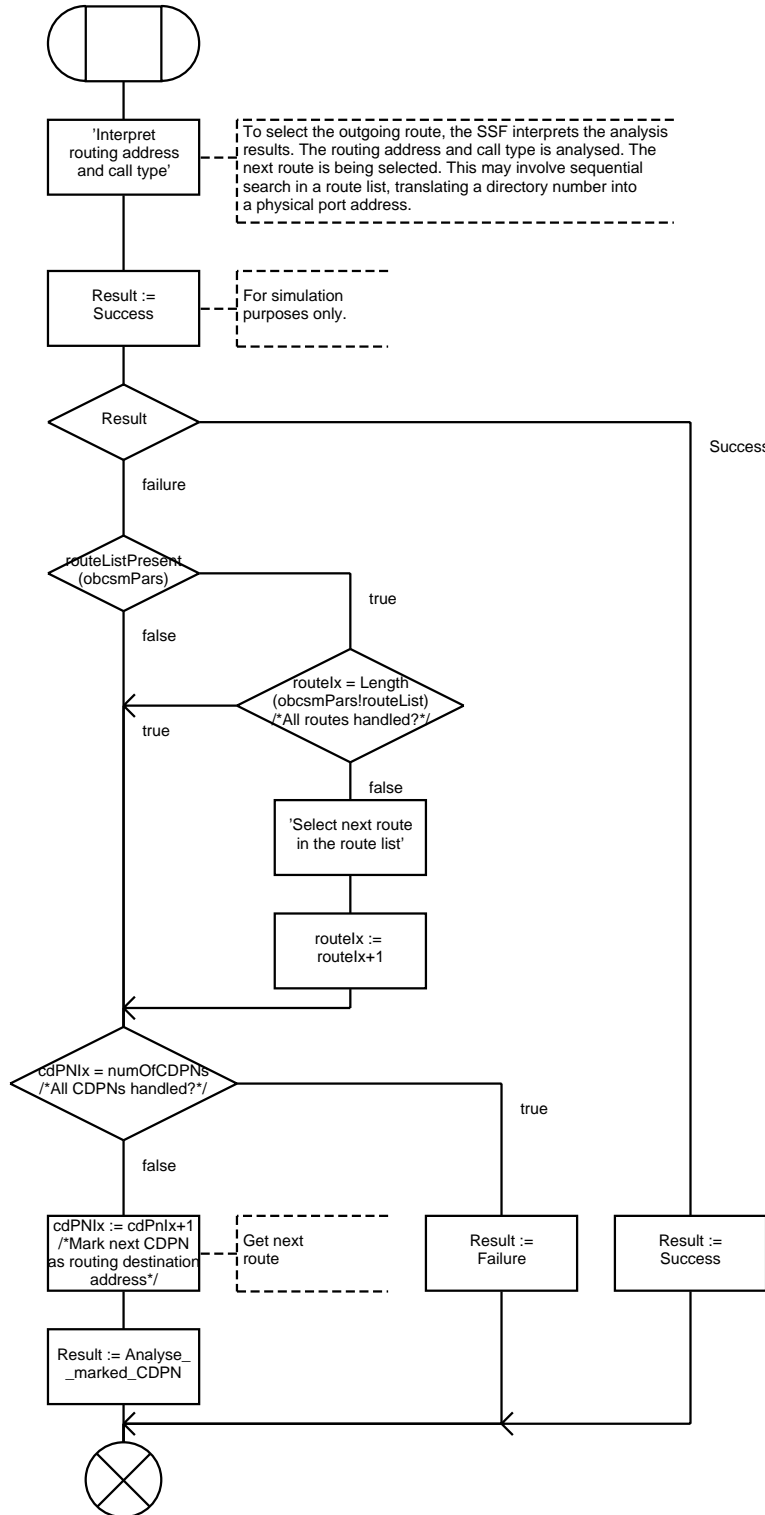 ’Interpret
routing address
and call type’
To select the outgoing route, the SSF interprets the analysis
results. The routing address and call type is analysed. The
next route is being selected. This may involve sequential
search in a route list, translating a directory number into
a physical port address.
Result :=
Success
For simulation
purposes only.
Result
Success
failure
routeListPresent
(obcsmPars)
true
false
routeIx = Length
(obcsmPars!routeList)
/*All routes handled?*/
true
false
’Select next route
in the route list’
routeIx :=
routeIx+1
cdPNIx = numOfCDPNs
/*All CDPNs handled?*/
true
false
cdPNIx := cdPnIx+1
/*Mark next CDPN
as routing destination
address*/
Get next
route
Result :=
Failure
Result :=
Success
Result := Analyse_
_marked_CDPN